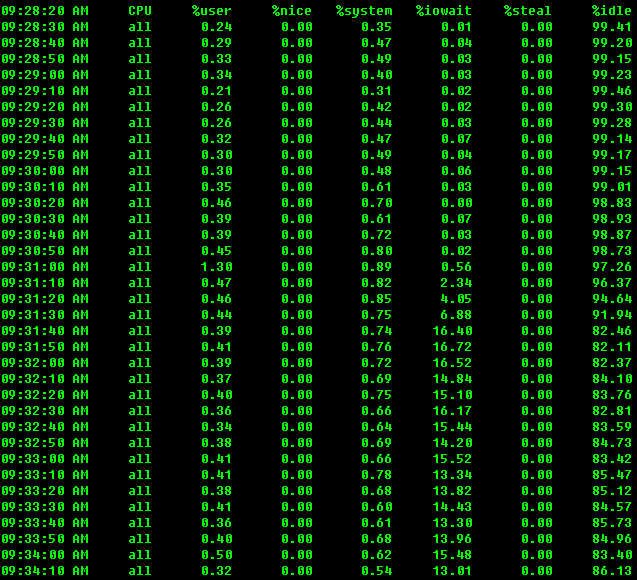 09:28:20 AM CPU %user %nice %system %iowait %steal %idle
09:28:30 AM all 0.24 0.00 0.35 0.01 0.00 99.41
09:28:40 AM all 0.29 0.00 0.47 0.04 0.00 99.20
09:28:50 AM all 0.33 0.00 0.49 0.03 0.00 99.15
09:29:00 AM all 0.34 0.00 0.40 0.03 0.00 99.23
09:29:10 AM all 0.21 0.00 0.31 0.02 0.00 99.46
09:29:20 AM all 0.26 0.00 0.42 0.02 0.00 99.30
09:29:30 AM all 0.26 0.00 0.44 0.03 0.00 99.28
09:29:40 AM all 0.32 0.00 0.47 0.07 0.00 99.14
09:29:50 AM all 0.30 0.00 0.49 0.04 0.00 99.17
09:30:00 AM all 0.30 0.00 0.48 0.06 0.00 99.15
09:30:10 AM all 0.35 0.00 0.61 0.03 0.00 99.01
09:30:20 AM all 0.46 0.00 0.70 0.00 0.00 98.83
09:30:30 AM all 0.39 0.00 0.61 0.07 0.00 98.93
09:30:40 AM all 0.39 0.00 0.72 0.03 0.00 98.87
09:30:50 AM all 0.45 0.00 0.80 0.02 0.00 98.73
09:31:00 AM all 1.30 0.00 0.89 0.56 0.00 97.26
09:31:10 AM all 0.47 0.00 0.82 2.34 0.00 96.37
09:31:20 AM all 0.46 0.00 0.85 4.05 0.00 94.64
09:31:30 AM all 0.44 0.00 0.75 6.88 0.00 91.94
09:31:40 AM all 0.39 0.00 0.74 16.40 0.00 82.46
09:31:50 AM all 0.41 0.00 0.76 16.72 0.00 82.11
09:32:00 AM all 0.39 0.00 0.72 16.52 0.00 82.37
09:32:10 AM all 0.37 0.00 0.69 14.84 0.00 84.10
09:32:20 AM all 0.40 0.00 0.75 15.10 0.00 83.76
09:32:30 AM all 0.36 0.00 0.66 16.17 0.00 82.81
09:32:40 AM all 0.34 0.00 0.64 15.44 0.00 83.59
09:32:50 AM all 0.38 0.00 0.69 14.20 0.00 84.73
09:33:00 AM all 0.41 0.00 0.66 15.52 0.00 83.42
09:33:10 AM all 0.41 0.00 0.78 13.34 0.00 85.47
09:33:20 AM all 0.38 0.00 0.68 13.82 0.00 85.12
09:33:30 AM all 0.41 0.00 0.60 14.43 0.00 84.57
09:33:40 AM all 0.36 0.00 0.61 13.30 0.00 85.73
09:33:50 AM all 0.40 0.00 0.68 13.96 0.00 84.96
09:34:00 AM all 0.50 0.00 0.62 15.48 0.00 83.40
09:34:10 AM all 0.32 0.00 0.54 13.01 0.00 86.13